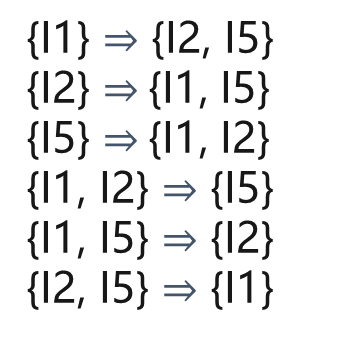 {I1} ⇒ {I2, I5}
{I2} ⇒ {I1, I5}
{I5} ⇒ {I1, I2}
{I1, I2} ⇒ {I5}
{I1, I5} ⇒ {I2}
{I2, I5} ⇒ {I1}